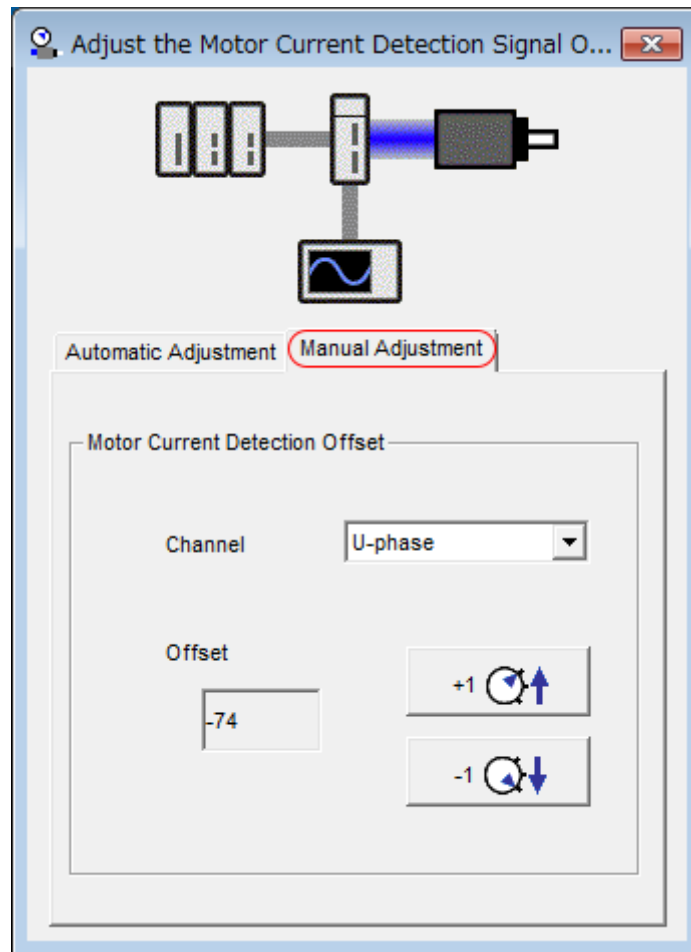 Adjust the Motor Current Detection Signal O...
Automatic Adjustment
Manual Adjustment
Motor Current Detection Offset
Channel
U-phase
Offset
-74
+1
-1